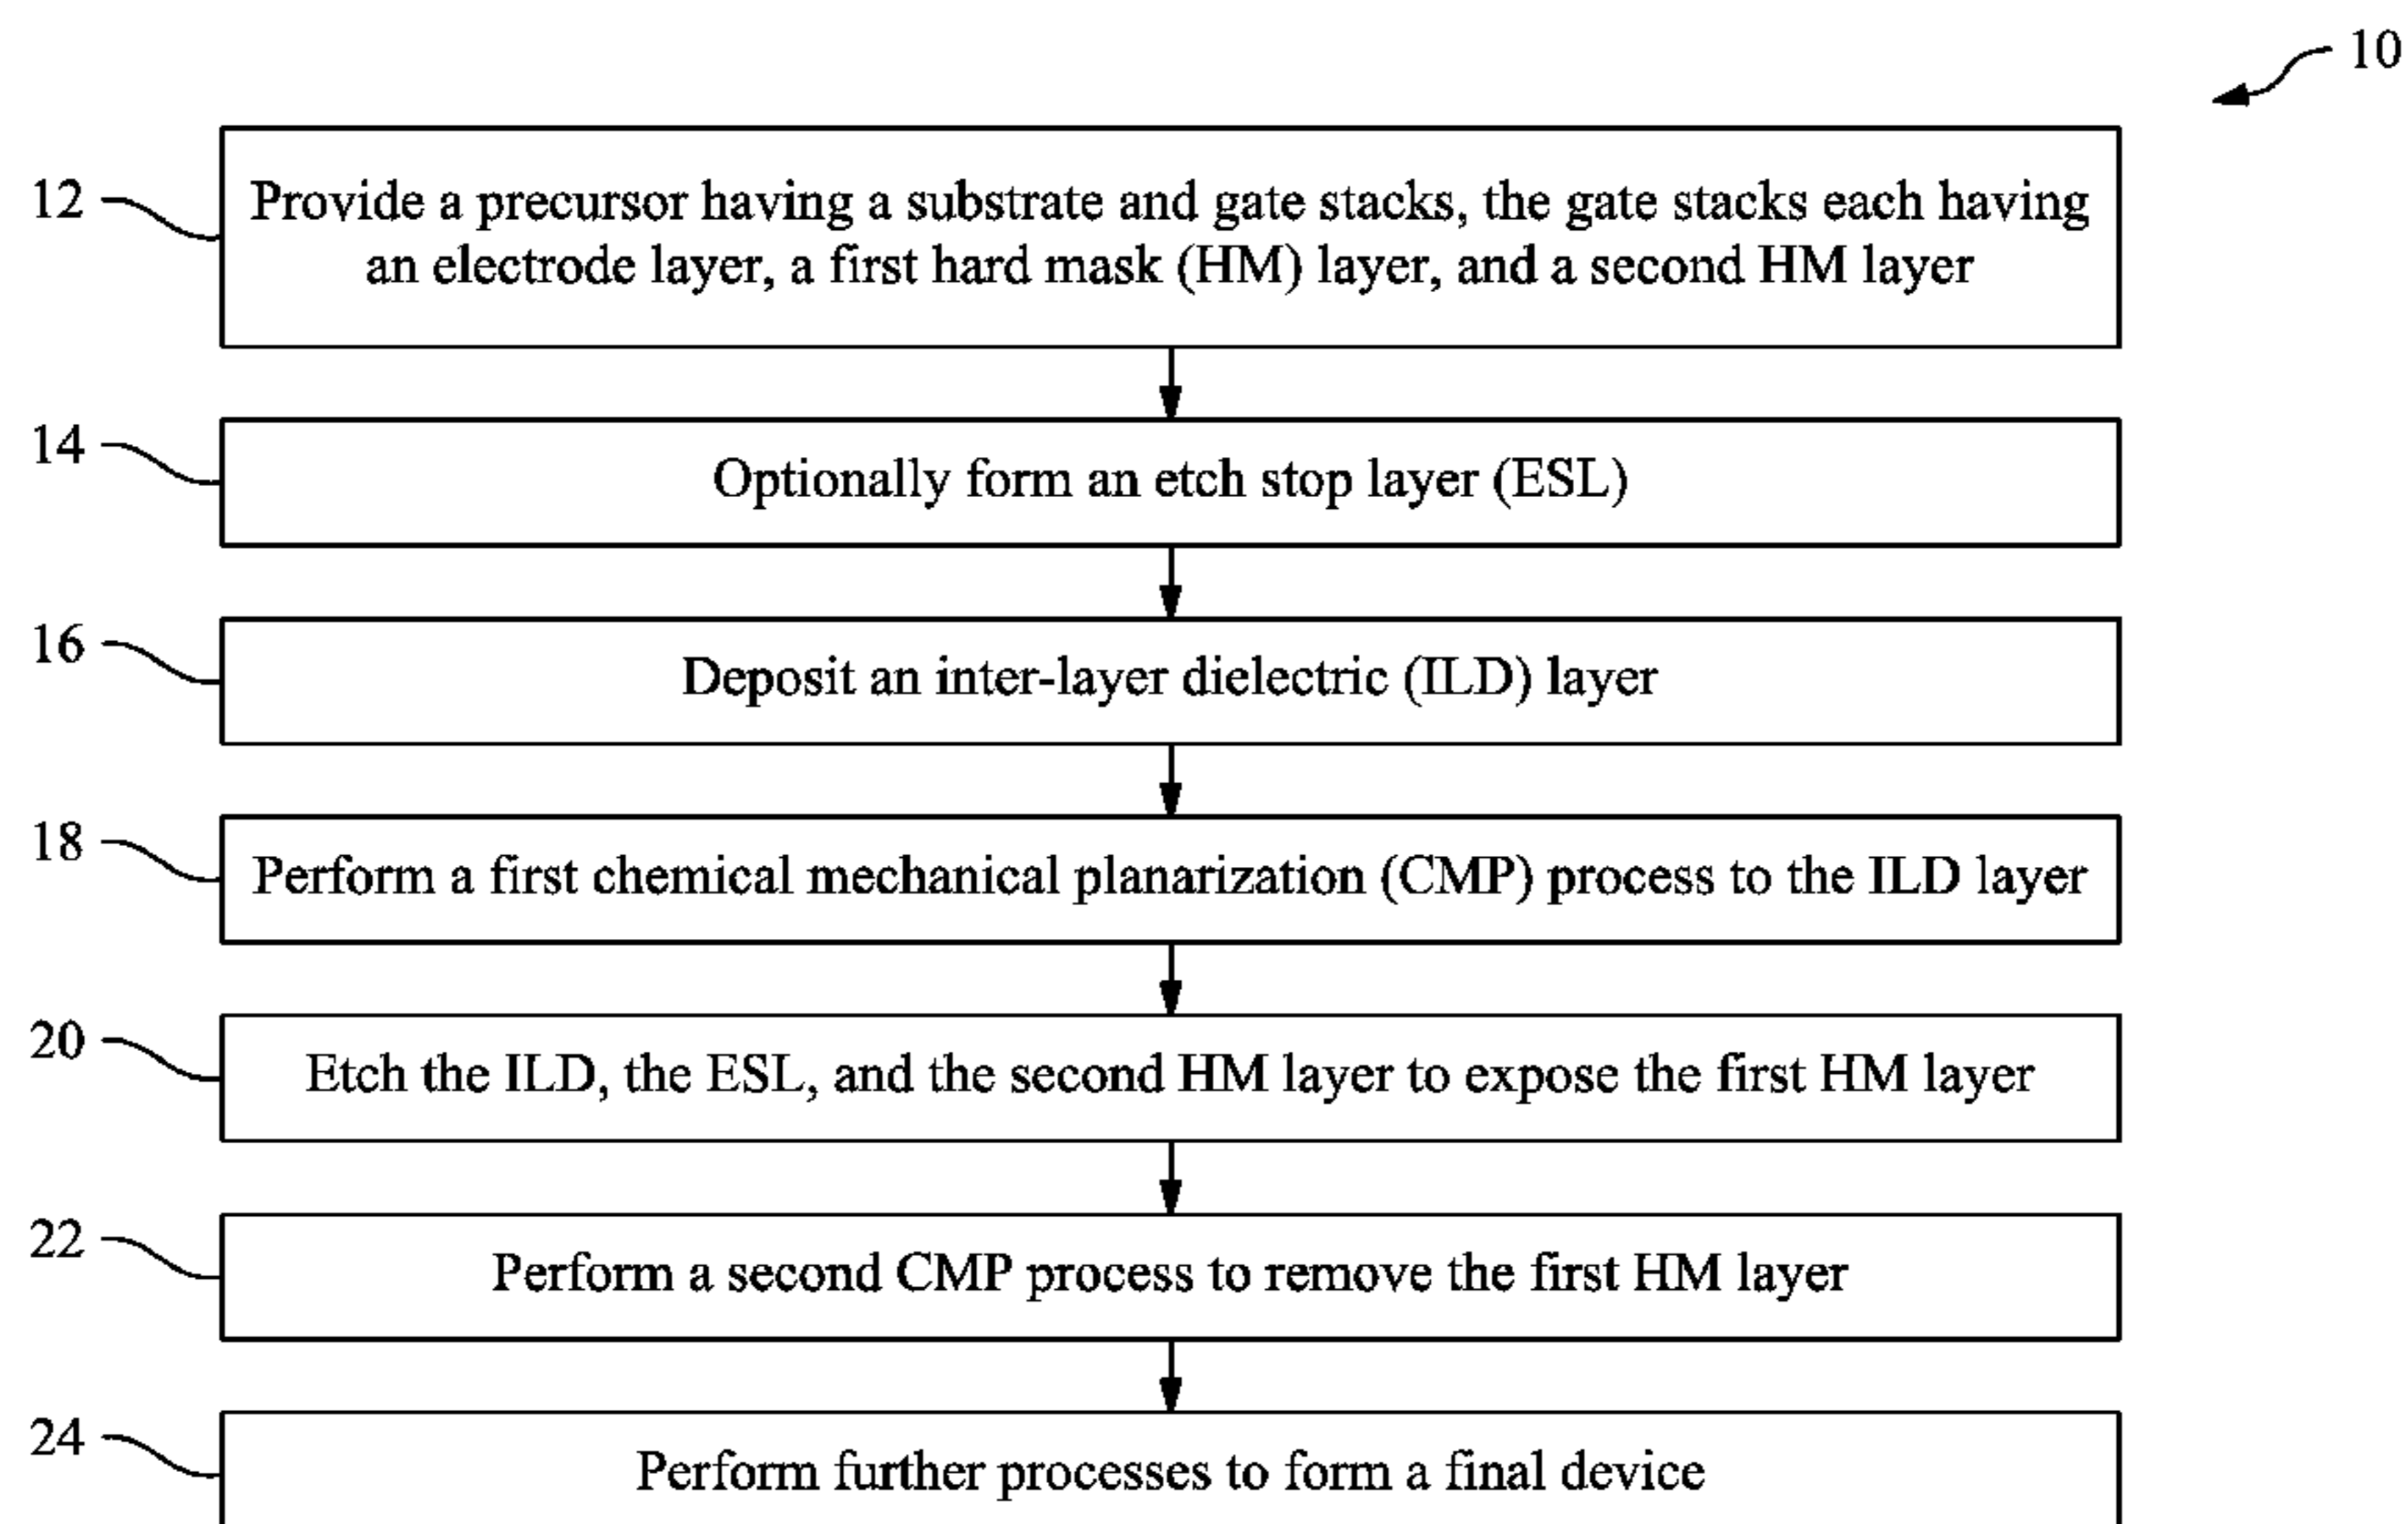 10
12
Provide a precursor having a substrate and gate stacks, the gate stacks each having
an electrode layer, a first hard mask (HM) layer, and a second HM layer
14
Optionally form an etch stop layer (ESL)
16
Deposit an inter-layer dielectric (ILD) layer
18
Perform a first chemical mechanical planarization (CMP) process to the ILD layer
20
Etch the ILD, the ESL, and the second HM layer to expose the first HM layer
22
Perform a second CMP process to remove the first HM layer
24
Perform further processes to form a final device